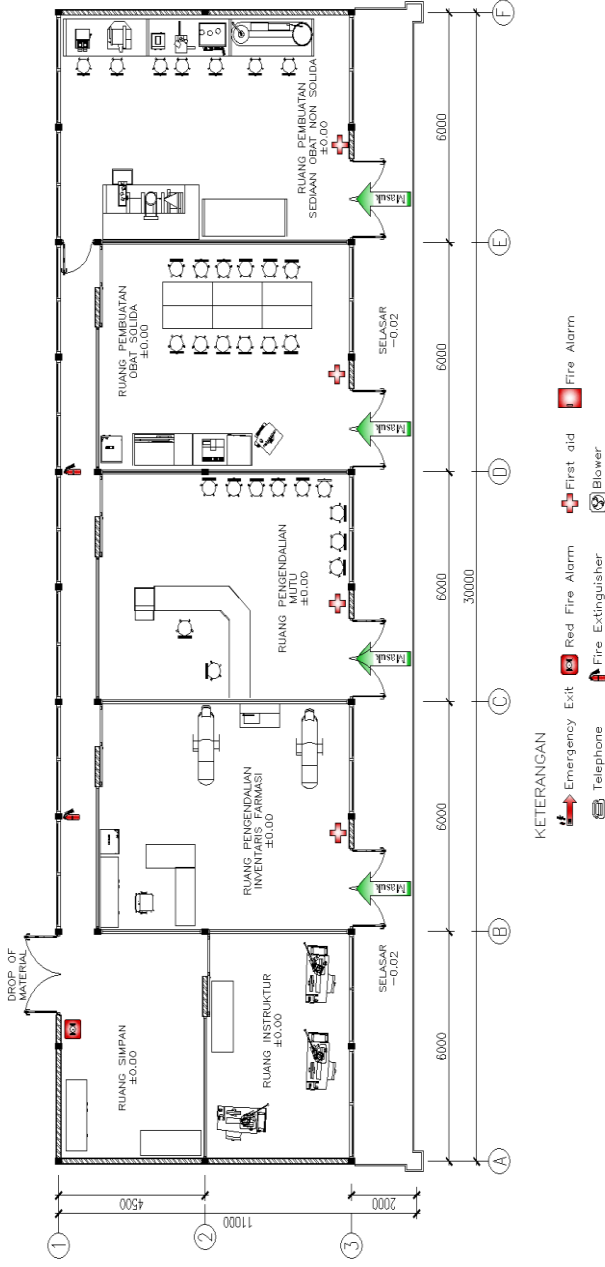 DROP OF
MATERIAL
RUANG SIMPAN
±0.00
RUANG INSTRUKTUR
±0.00
RUANG PENGENDALIAN
INVENTARIS FARMASI
±0.00
RUANG PENGENDALIAN
MUTU
±0.00
RUANG PEMBUATAN
OBAT SOLIDA
±0.00
RUANG PEMBUATAN
SEDIAAN OBAT NON SOLIDA
±0.00
Masuk
Masuk
Masuk
Masuk
SELASAR
-0.02
SELASAR
-0.02
1
2
3
4500
11000
2000
6000
6000
6000
6000
6000
30000
A
B
C
D
E
F
KETERANGAN
Emergency Exit
Red Fire Alarm
First aid
Fire Alarm
Telephone
Fire Extinguisher
Blower